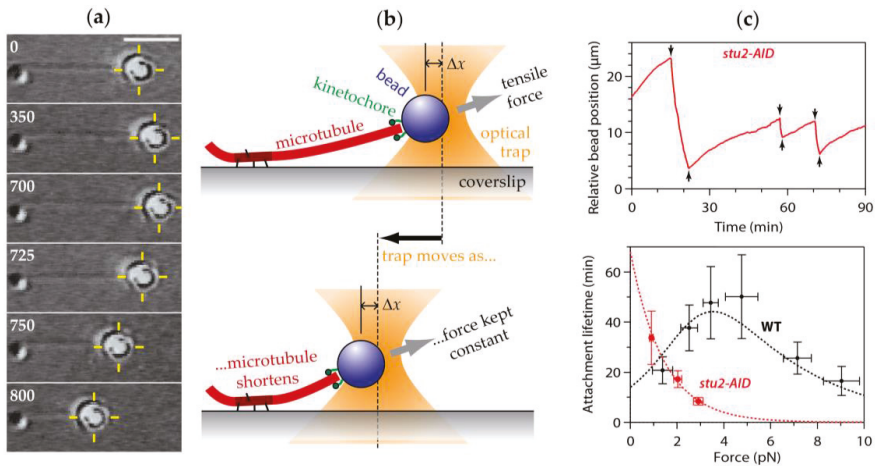 (a)
0
350
700
725
750
800
(b)
Δx
bead
kinetochore
microtubule
tensile
force
optical
trap
coverslip
trap moves as...
Δx
...force kept
constant
...microtubule
shortens
(c)
stu2-AID
Relative bead position (µm)
20
10
0
0 30 60 90
Time (min)
Attachment lifetime (min)
60
40
20
0
WT
stu2-AID
0 2 4 6 8 10
Force (pN)